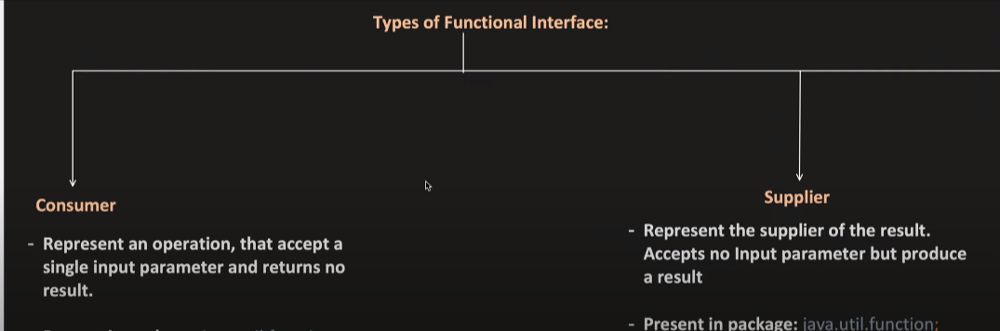 Types of Functional Interface:
Consumer
- Represent an operation, that accept a
single input parameter and returns no
result.
Supplier
- Represent the supplier of the result.
Accepts no Input parameter but produce
a result
- Present in package: java.util.function;